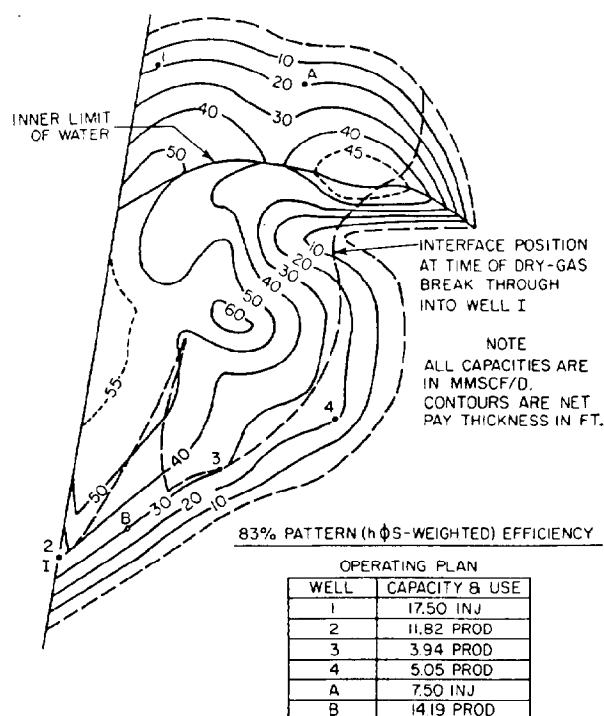 10
1
20
A
30
40
40
INNER LIMIT
OF WATER
45
50
10
20
30
40
50
60
INTERFACE POSITION
AT TIME OF DRY-GAS
BREAK THROUGH
INTO WELL I
NOTE
ALL CAPACITIES ARE
IN MMSCF/D.
CONTOURS ARE NET
PAY THICKNESS IN FT.
55
4
3
40
50
30
20
10
B
2
I
83% PATTERN (hϕS-WEIGHTED) EFFICIENCY
OPERATING PLAN
WELL CAPACITY & USE
1 17.50 INJ
2 11.82 PROD
3 3.94 PROD
4 5.05 PROD
A 7.50 INJ
B 14.19 PROD